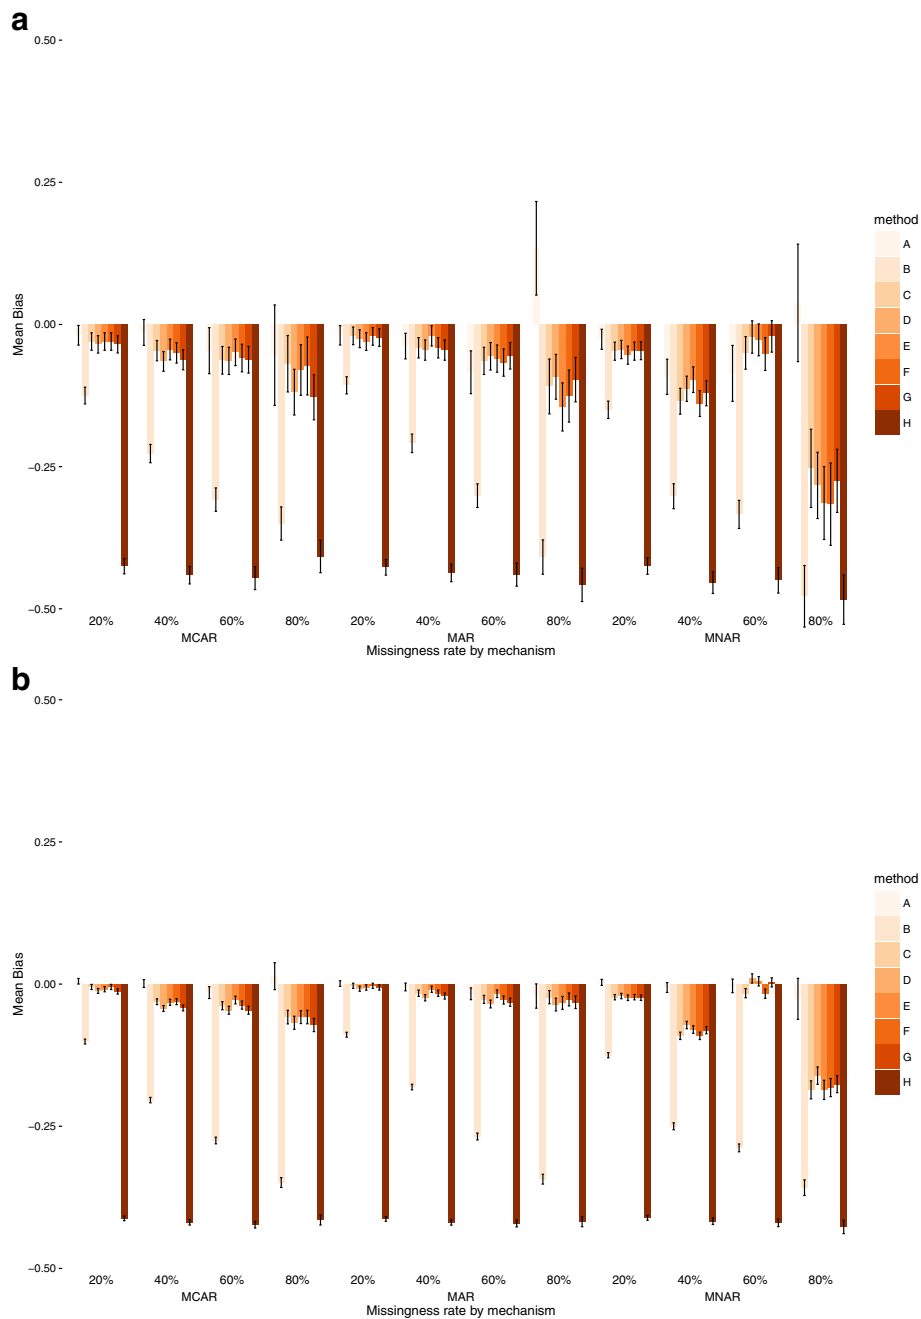 a
0.50
0.25
0.00
−0.25
−0.50
Mean Bias
20% 40% 60% 80% 20% 40% 60% 80% 20% 40% 60% 80%
MCAR MAR MNAR
Missingness rate by mechanism
method
A
B
C
D
E
F
G
H
b
0.50
0.25
0.00
−0.25
−0.50
Mean Bias
20% 40% 60% 80% 20% 40% 60% 80% 20% 40% 60% 80%
MCAR MAR MNAR
Missingness rate by mechanism
method
A
B
C
D
E
F
G
H